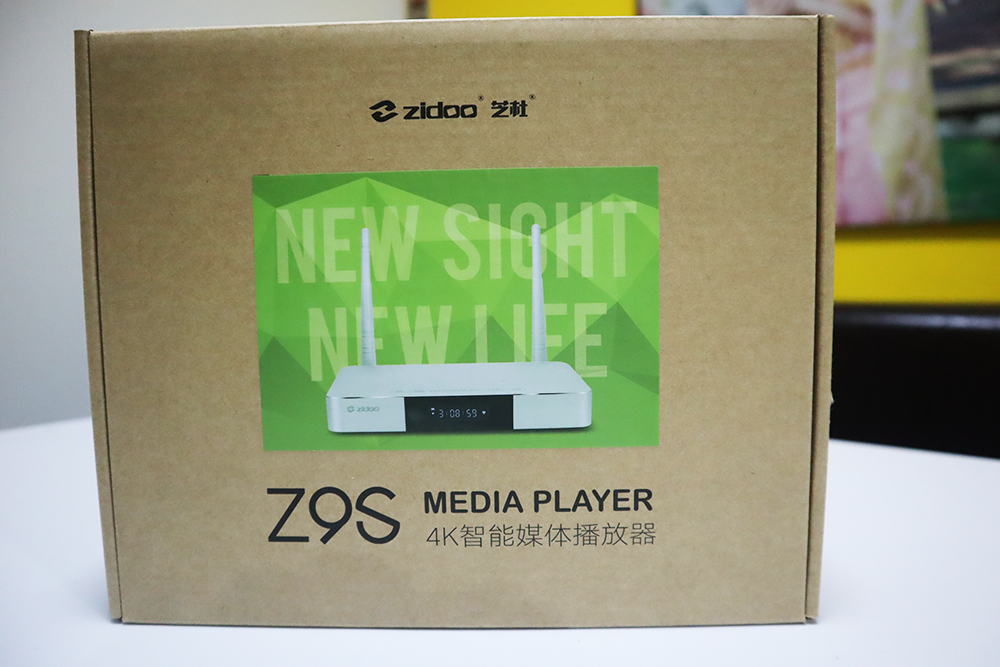 zidoo® 芝杜®
NEW SIGHT
NEW LIFE
zidoo
3:08:59
Z9S MEDIA PLAYER
4K智能媒体播放器